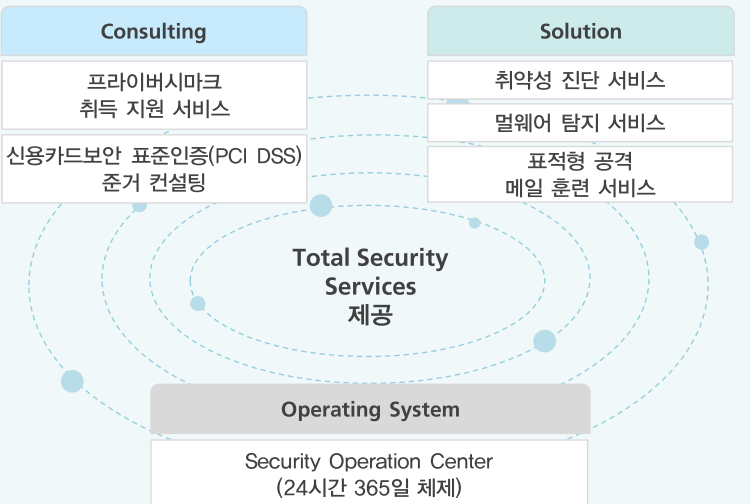 Consulting
프라이버시마크
취득 지원 서비스
신용카드보안 표준인증(PCI DSS)
준거 컨설팅
Solution
취약성 진단 서비스
멀웨어 탐지 서비스
표적형 공격
메일 훈련 서비스
Total Security
Services
제공
Operating System
Security Operation Center
(24시간 365일 체제)